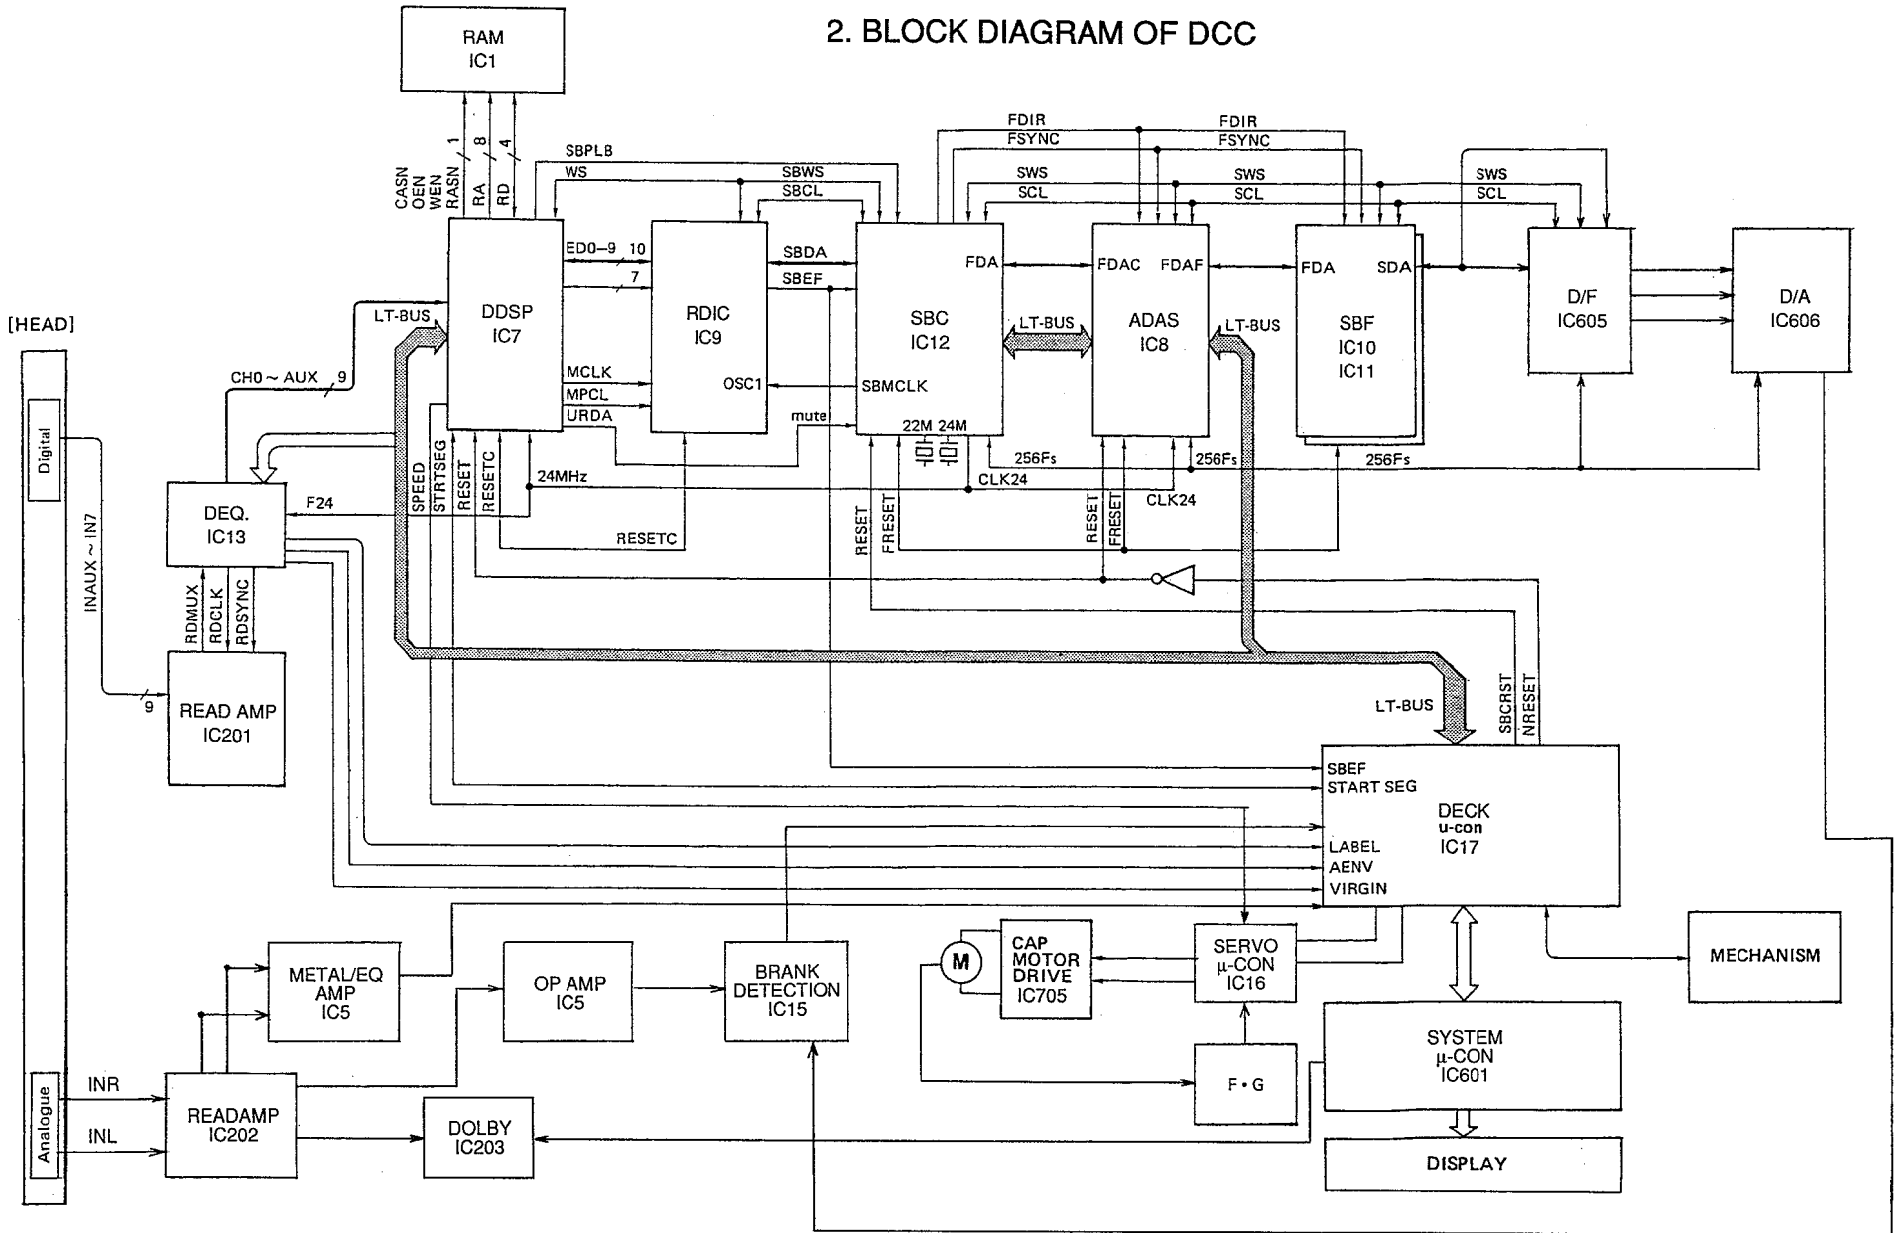 2. BLOCK DIAGRAM OF DCC
RAM
IC1
CASN
OEN
WEN
RASN
1
RA
8
RD
4
SBPLB
WS
SBWS
SBCL
FDIR
FSYNC
FDIR
FSYNC
SWS
SCL
SWS
SCL
SWS
SCL
ED0–9
10
7
SBDA
SBEF
FDA
FDAC
FDAF
FDA
SDA
DDSP
IC7
RDIC
IC9
SBC
IC12
ADAS
IC8
SBF
IC10
IC11
D/F
IC605
D/A
IC606
[HEAD]
LT-BUS
LT-BUS
LT-BUS
CH0 ~ AUX
9
MCLK
MPCL
URDA
OSC1
SBMCLK
mute
22M
24M
Digital
SPEED
STRTSEG
RESET
RESETC
24MHz
256Fs
256Fs
256Fs
CLK24
CLK24
DEQ.
IC13
F24
RESETC
RESET
FRESET
RESET
FRESET
INAUX ~ IN7
RDMUX
RDCLK
RDSYNC
9
READ AMP
IC201
LT-BUS
SBCRST
NRESET
SBEF
START SEG
DECK
u-con
IC17
LABEL
AENV
VIRGIN
METAL/EQ
AMP
IC5
OP AMP
IC5
BRANK
DETECTION
IC15
M
CAP
MOTOR
DRIVE
IC705
SERVO
μ-CON
IC16
MECHANISM
F • G
SYSTEM
μ-CON
IC601
Analogue
INR
INL
READAMP
IC202
DOLBY
IC203
DISPLAY